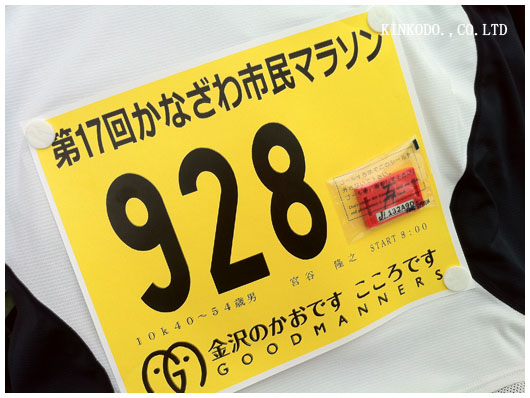 KINKODO.,CO.LTD
第17回かなざわ市民マラソン
928
10k40～54歳男 宮谷 隆之 START 8:00
金沢のかおです こころです
GOODMANNERS